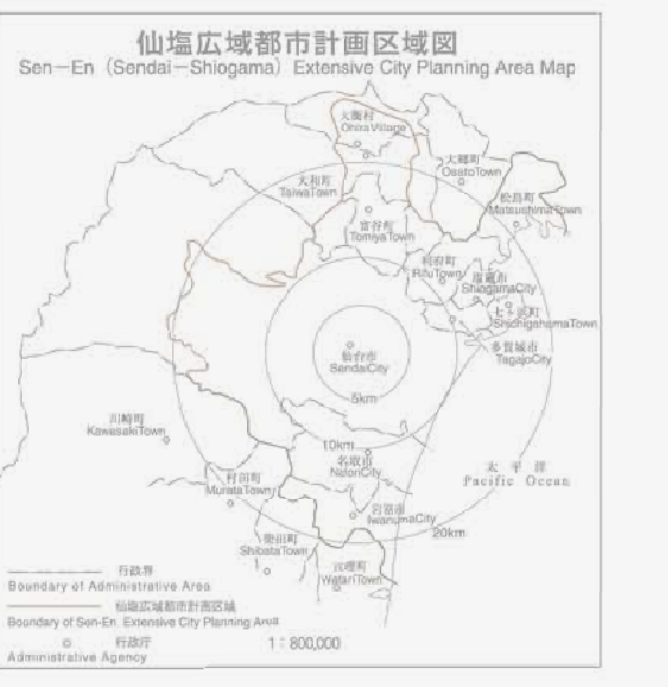 仙塩広域都市計画区域図
Sen-En (Sendai-Shiogama) Extensive City Planning Area Map
大衡村
Ohira Village
大郷町
OsatoTown
大和町
TaiwaTown
松島町
MatsushimaTown
富谷町
TomiyaTown
利府町
RifuTown
塩竈市
ShiogamaCity
七ヶ浜町
ShichigahamaTown
多賀城市
TagajoCity
仙台市
SendaiCity
5km
川崎町
KawasakiTown
10km
名取市
NatoriCity
太平洋
Pacific Ocean
村田町
MurataTown
岩沼市
IwanumaCity
20km
柴田町
ShibataTown
亘理町
WatariTown
行政界
Boundary of Administrative Area
仙塩広域都市計画区域
Boundary of Sen-En Extensive City Planning Area
行政庁
Administrative Agency
1:800,000